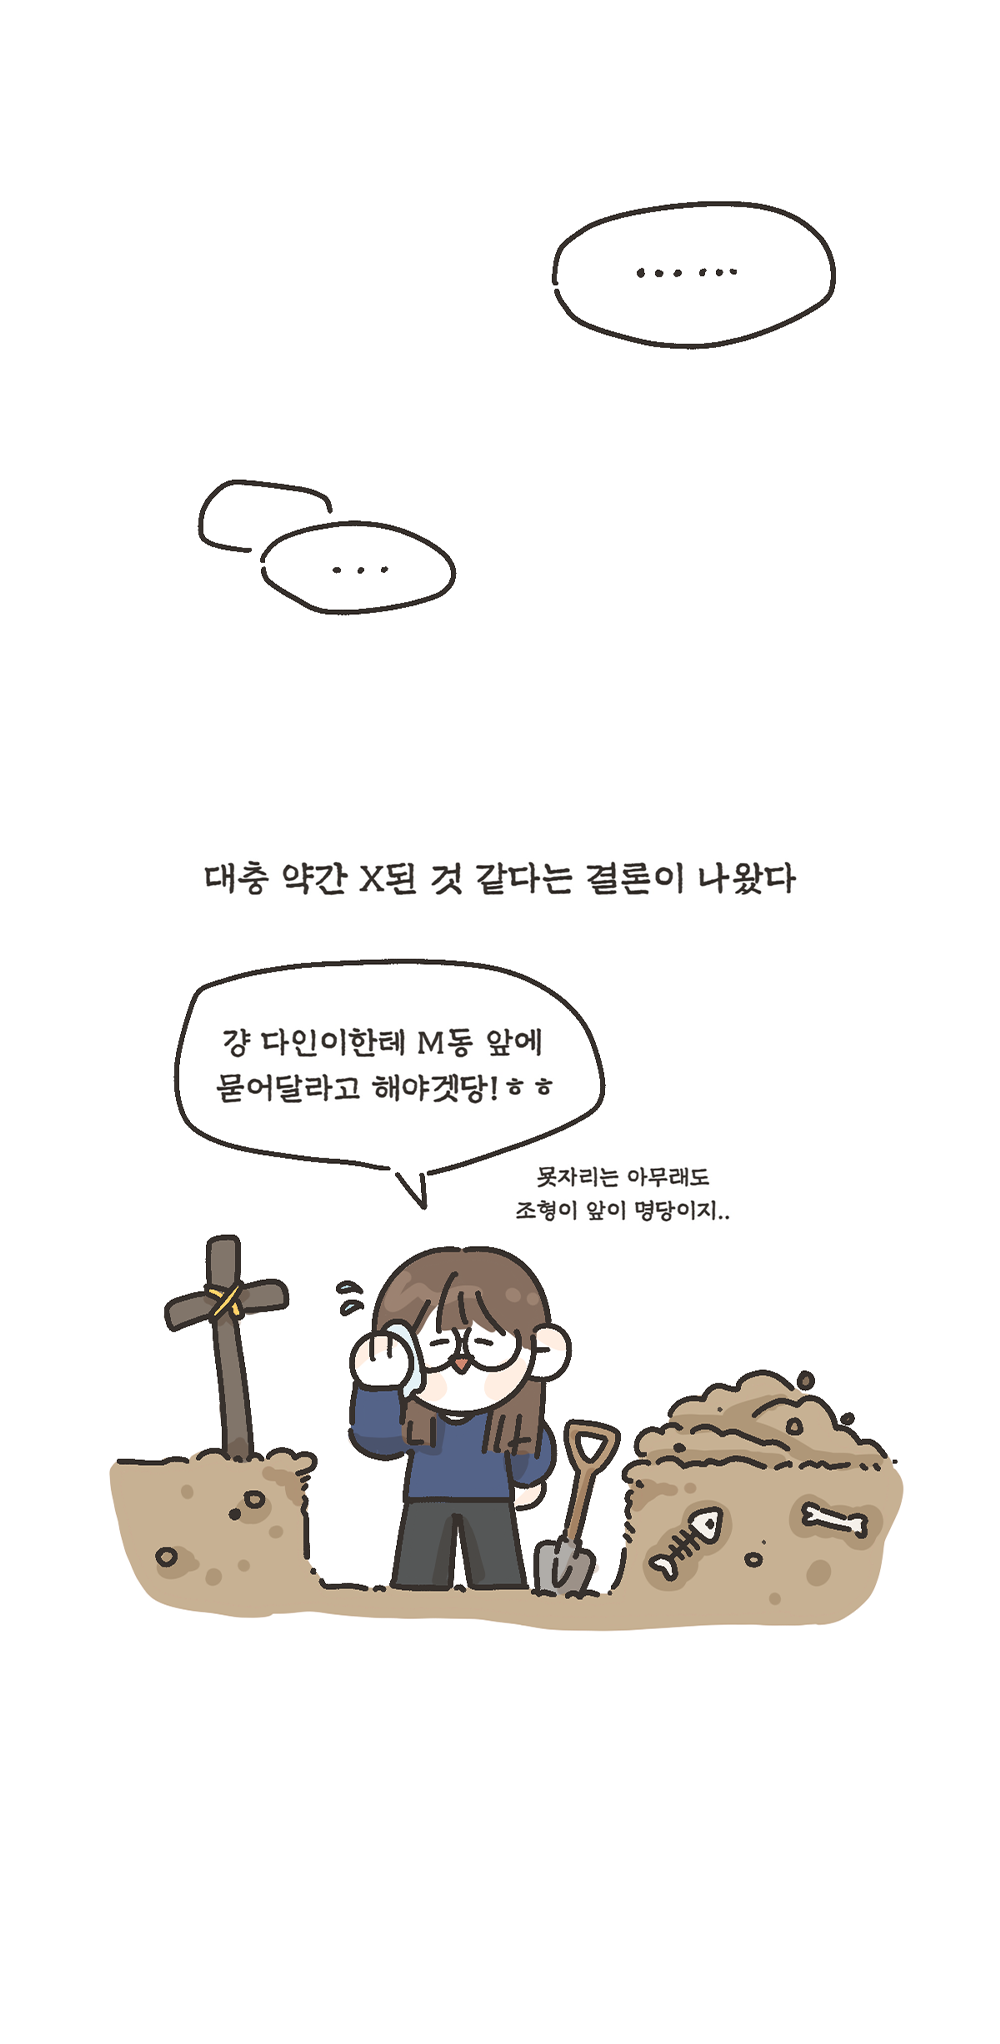 …… 
…
대충 약간 X된 것 같다는 결론이 나왔다
걍 다인이한테 M동 앞에
묻어달라고 해야겟당!ㅎㅎ
묫자리는 아무래도
조형이 앞이 명당이지..